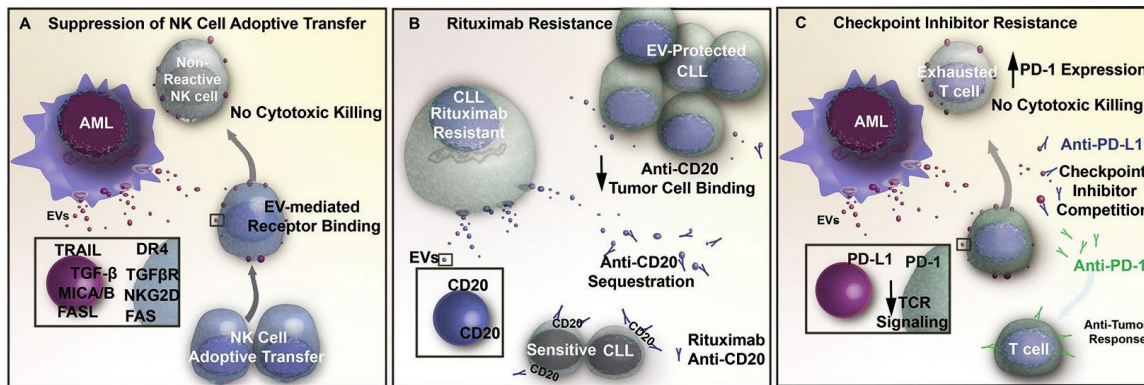 A Suppression of NK Cell Adoptive Transfer
Non-
Reactive
NK cell
AML
No Cytotoxic Killing
EVs
EV-mediated
Receptor Binding
TRAIL DR4
TGF-β TGFβR
MICA/B NKG2D
FASL FAS
NK Cell
Adoptive Transfer
B Rituximab Resistance
EV-Protected
CLL
CLL
Rituximab
Resistant
Anti-CD20
Tumor Cell Binding
EVs
Anti-CD20
Sequestration
CD20
CD20
CD20
CD20
CD20
Sensitive CLL
Rituximab
Anti-CD20
C Checkpoint Inhibitor Resistance
Exhausted
T cell
PD-1 Expression
No Cytotoxic Killing
AML
Anti-PD-L1
Checkpoint
Inhibitor
Competition
EVs
Anti-PD-1
PD-L1 PD-1
TCR
Signaling
T cell
Anti-Tumor
Response